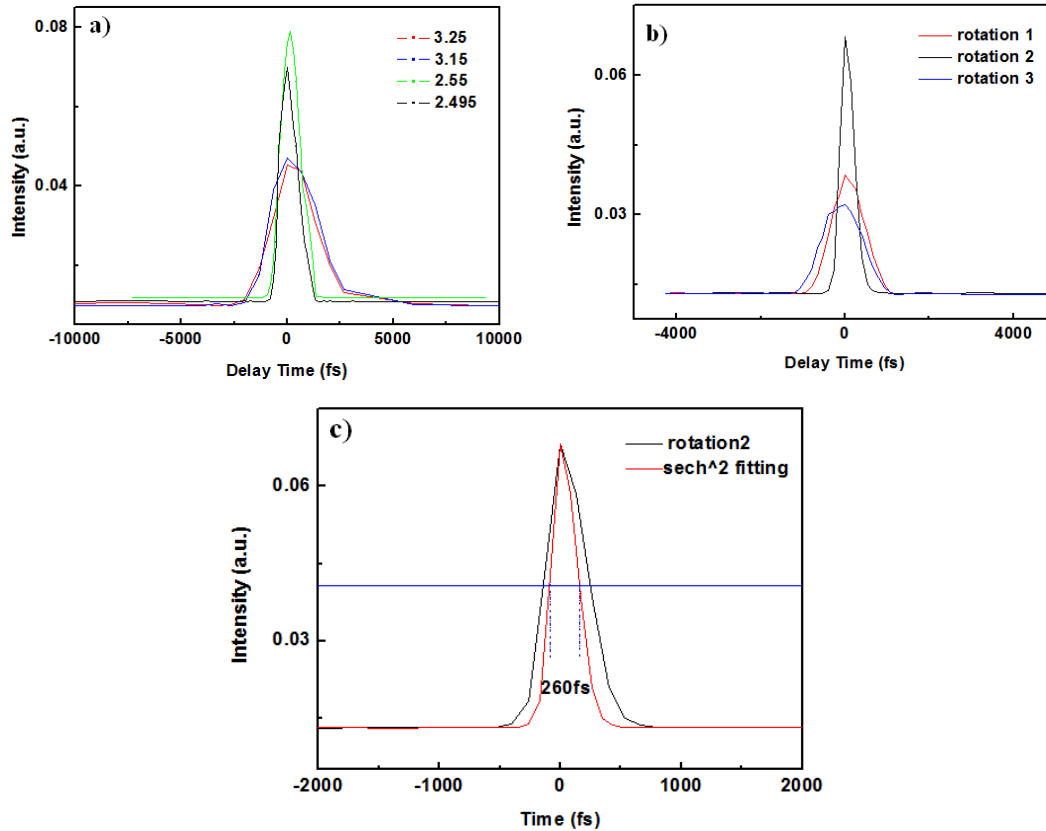 a)
3.25
3.15
2.55
2.495
0.08
0.04
Intensity (a.u.)
-10000 -5000 0 5000 10000
Delay Time (fs)
b)
rotation 1
rotation 2
rotation 3
0.06
0.03
Intensity (a.u.)
-4000 0 4000
Delay Time (fs)
c)
rotation2
sech^2 fitting
0.06
0.03
Intensity (a.u.)
260fs
-2000 -1000 0 1000 2000
Time (fs)